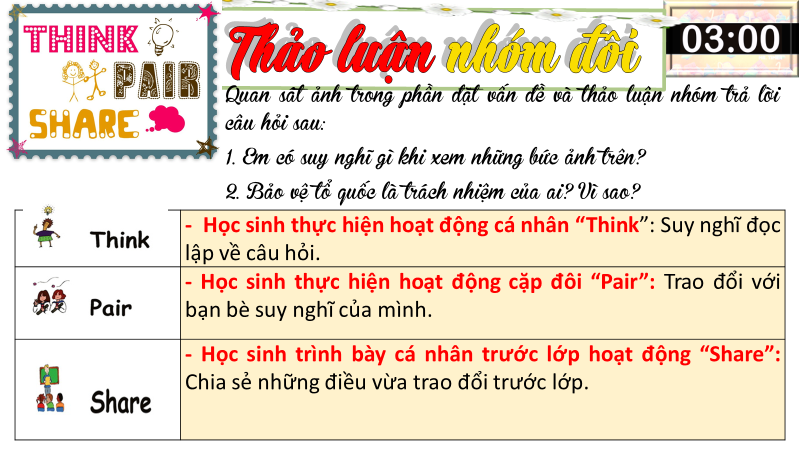 THINK
PAIR
SHARE
Thảo luận nhóm đôi
03:00
Quan sát ảnh trong phần đặt vấn đề và thảo luận nhóm trả lời
câu hỏi sau:
1. Em có suy nghĩ gì khi xem những bức ảnh trên?
2. Bảo vệ tổ quốc là trách nhiệm của ai? Vì sao?
Think
- Học sinh thực hiện hoạt động cá nhân “Think”: Suy nghĩ đọc
lập về câu hỏi.
Pair
- Học sinh thực hiện hoạt động cặp đôi “Pair”: Trao đổi với
bạn bè suy nghĩ của mình.
Share
- Học sinh trình bày cá nhân trước lớp hoạt động “Share”:
Chia sẻ những điều vừa trao đổi trước lớp.